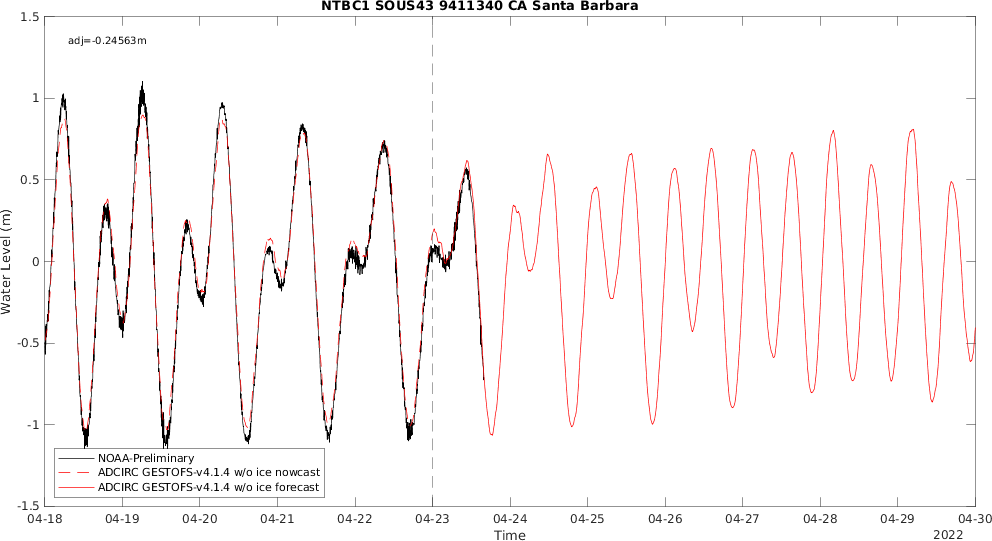 NTBC1 SOUS43 9411340 CA Santa Barbara
adj=-0.24563m
1.5
1
0.5
0
-0.5
-1
-1.5
Water Level (m)
NOAA-Preliminary
ADCIRC GESTOFS-v4.1.4 w/o ice nowcast
ADCIRC GESTOFS-v4.1.4 w/o ice forecast
04-18 04-19 04-20 04-21 04-22 04-23 04-24 04-25 04-26 04-27 04-28 04-29 04-30
Time
2022